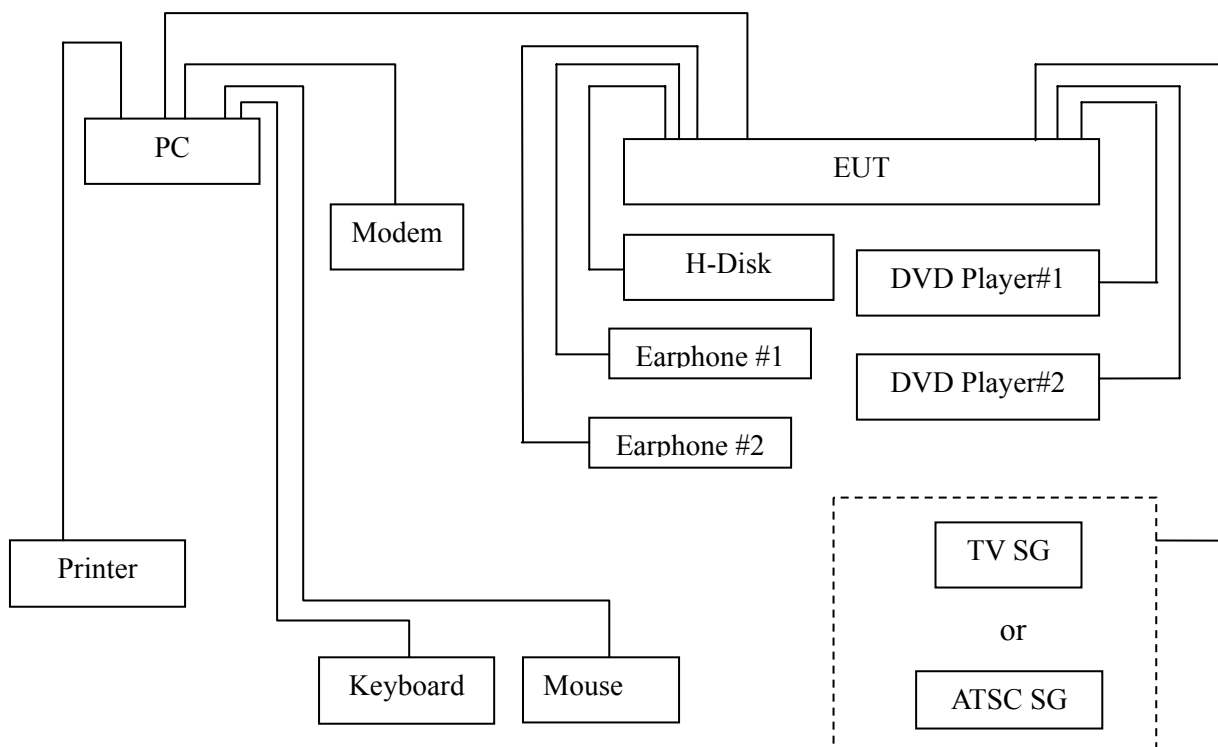 PC
EUT
Modem
H-Disk
DVD Player#1
Earphone #1
DVD Player#2
Earphone #2
TV SG
Printer
or
Keyboard
Mouse
ATSC SG